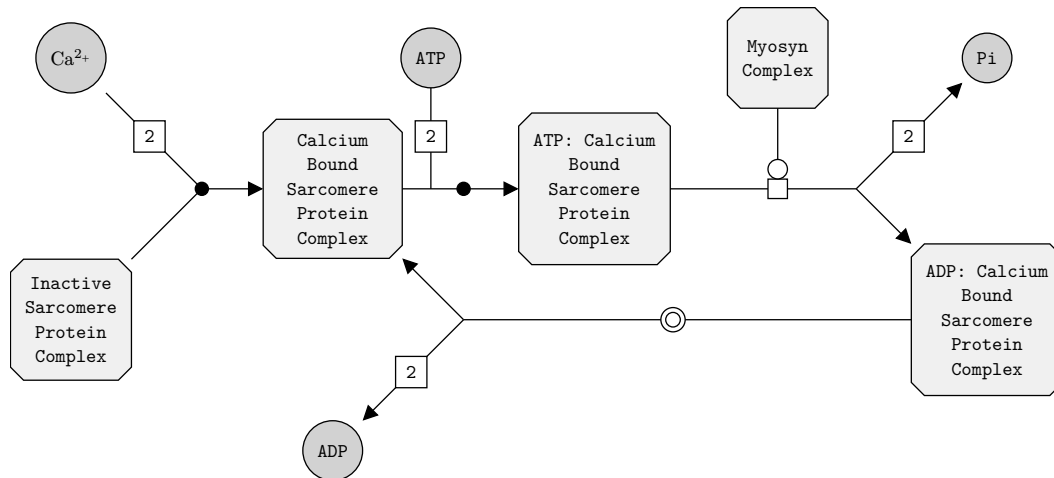 Ca²⁺
ATP
Myosyn
Complex
Pi
2
2
2
Calcium
Bound
Sarcomere
Protein
Complex
ATP: Calcium
Bound
Sarcomere
Protein
Complex
Inactive
Sarcomere
Protein
Complex
ADP: Calcium
Bound
Sarcomere
Protein
Complex
2
ADP